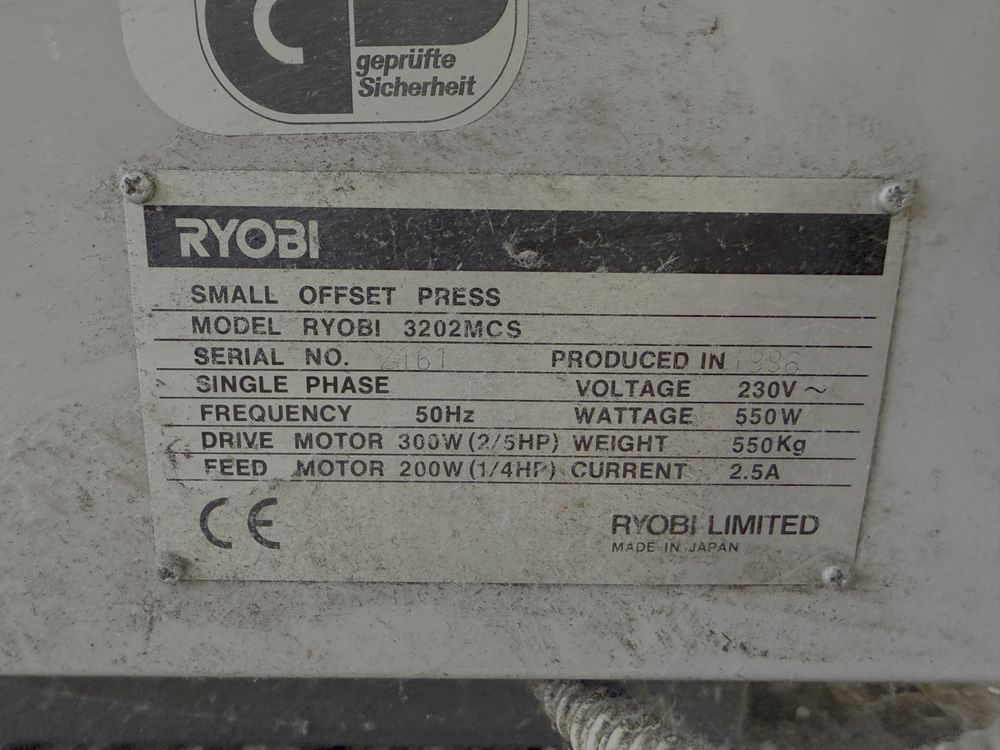 geprüfte
Sicherheit
RYOBI
SMALL OFFSET PRESS
MODEL RYOBI 3202MCS
SERIAL NO. 2161 PRODUCED IN 1996
SINGLE PHASE VOLTAGE 230V ~
FREQUENCY 50Hz WATTAGE 550W
DRIVE MOTOR 300W (2/5HP) WEIGHT 550Kg
FEED MOTOR 200W (1/4HP) CURRENT 2.5A
CE RYOBI LIMITED
MADE IN JAPAN